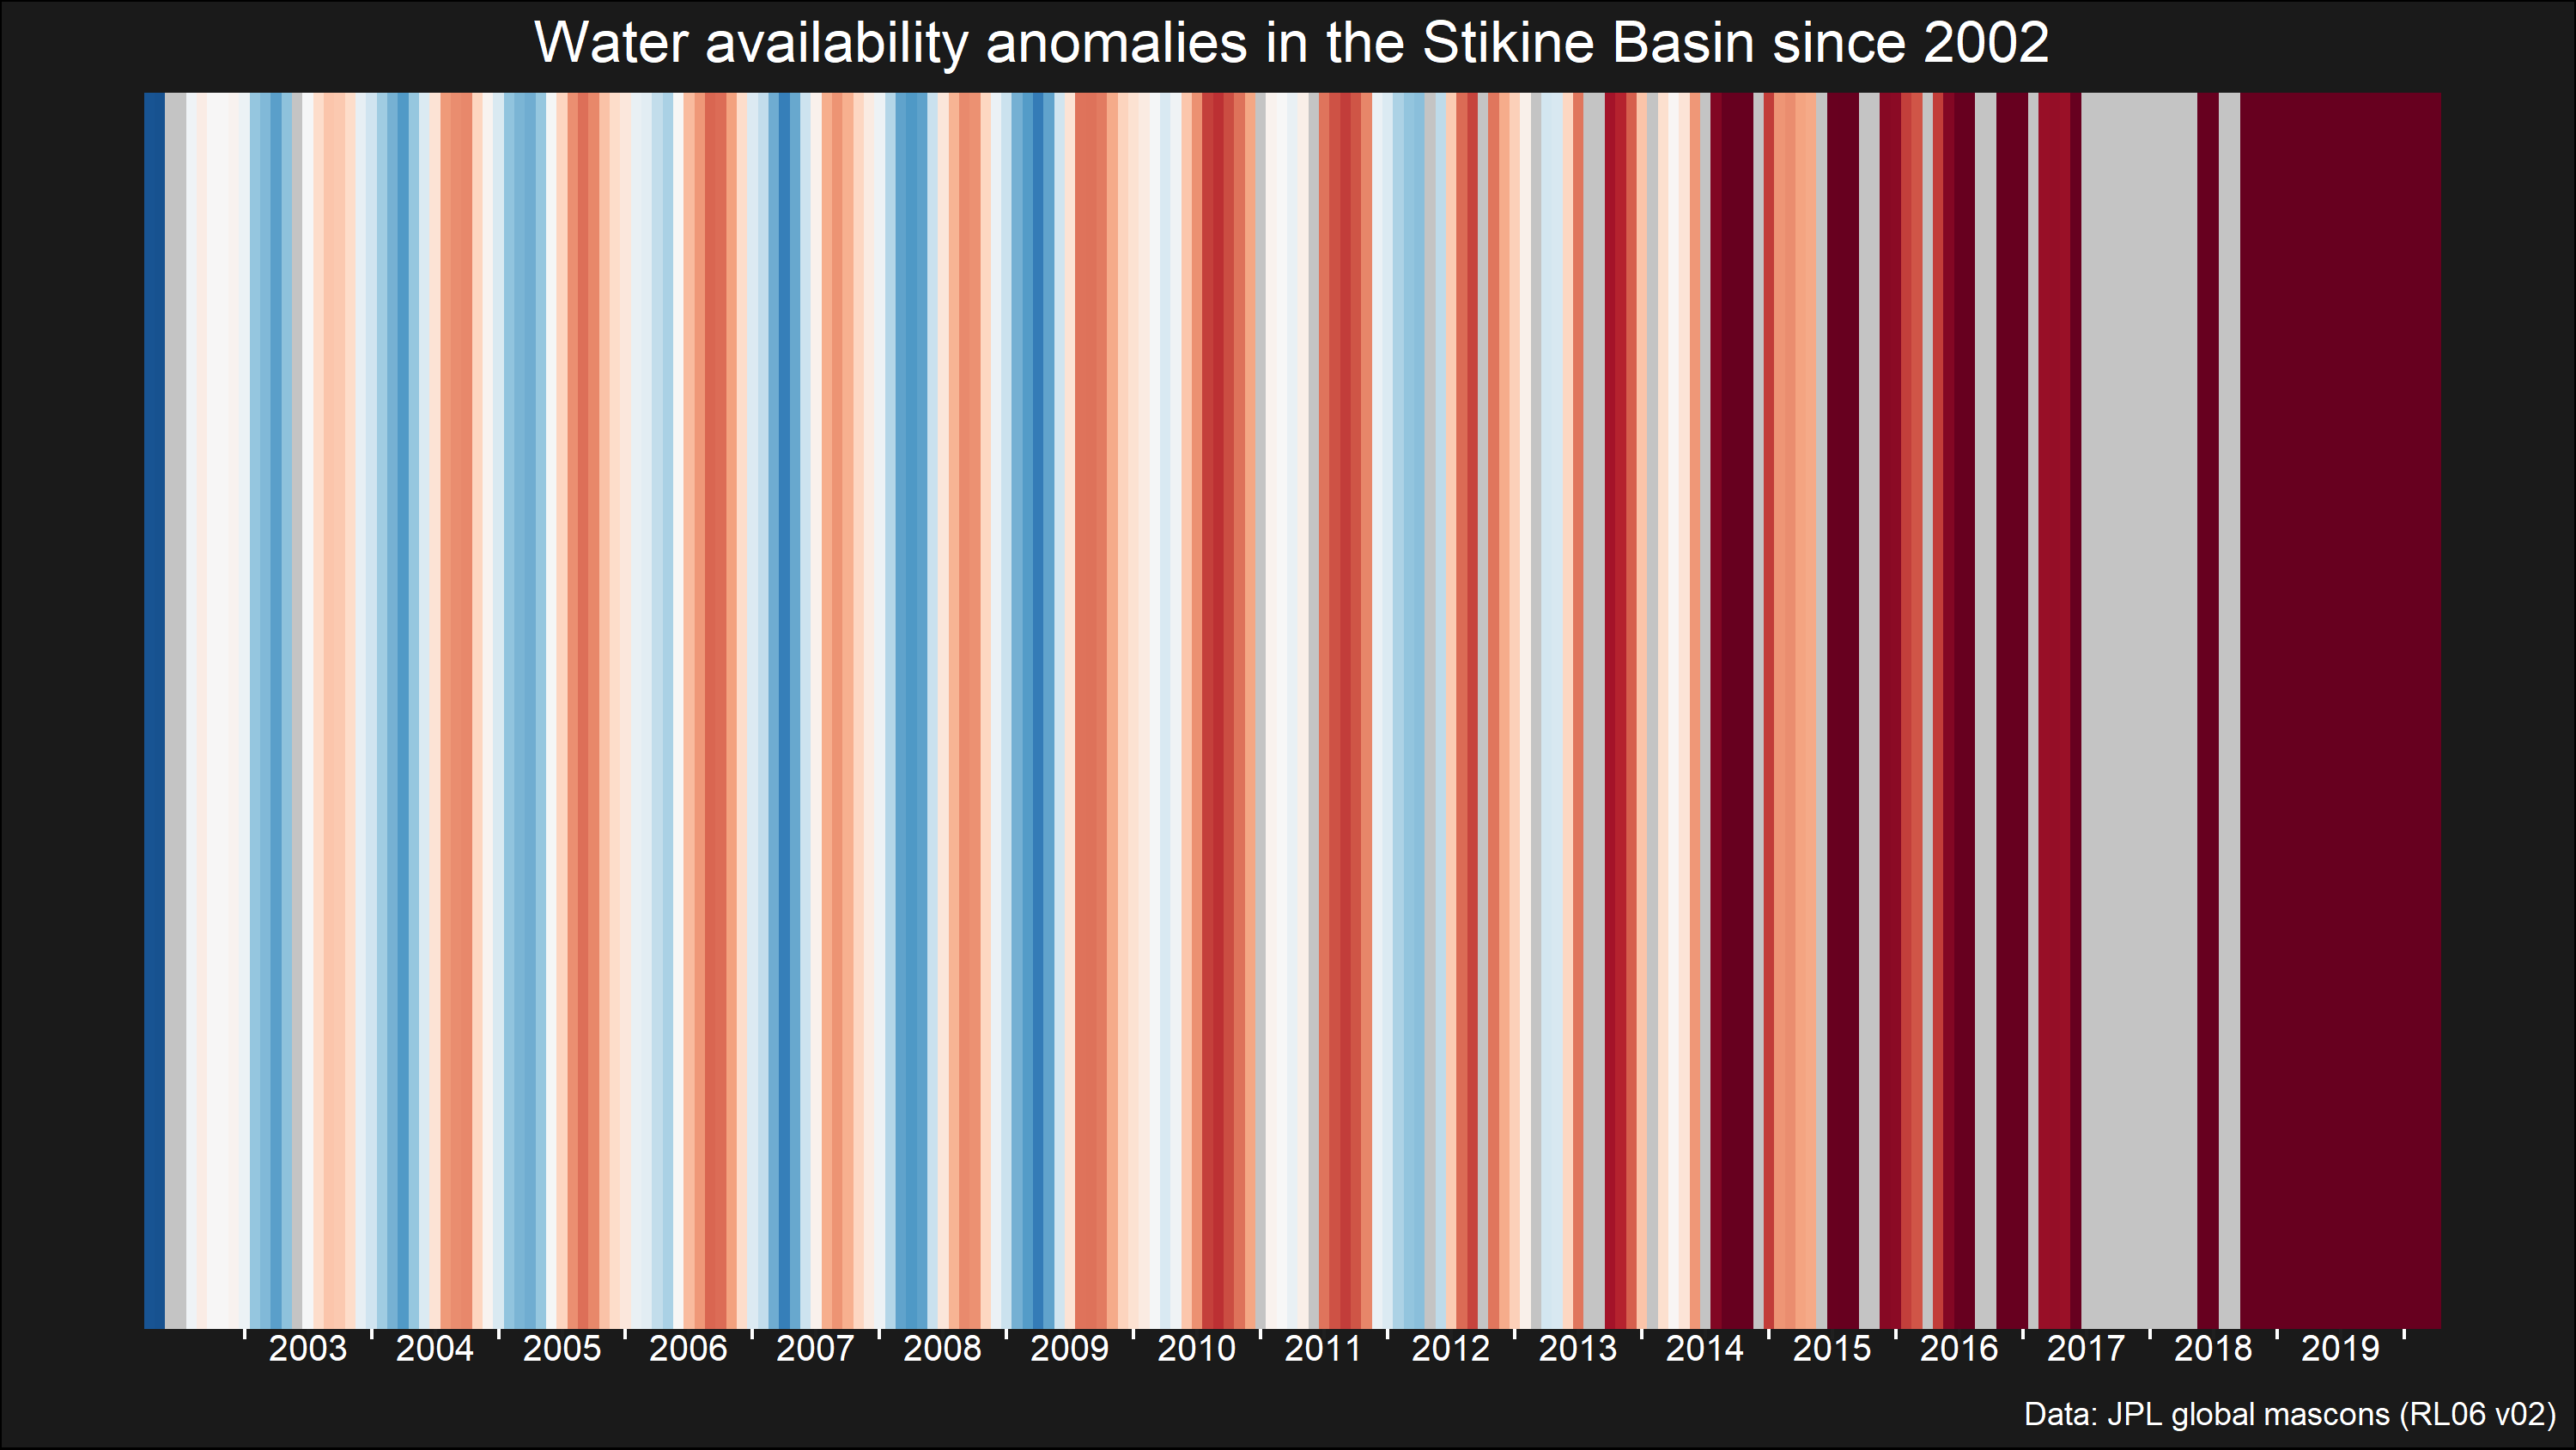 Water availability anomalies in the Stikine Basin since 2002
2003 2004 2005 2006 2007 2008 2009 2010 2011 2012 2013 2014 2015 2016 2017 2018 2019
Data: JPL global mascons (RL06 v02)